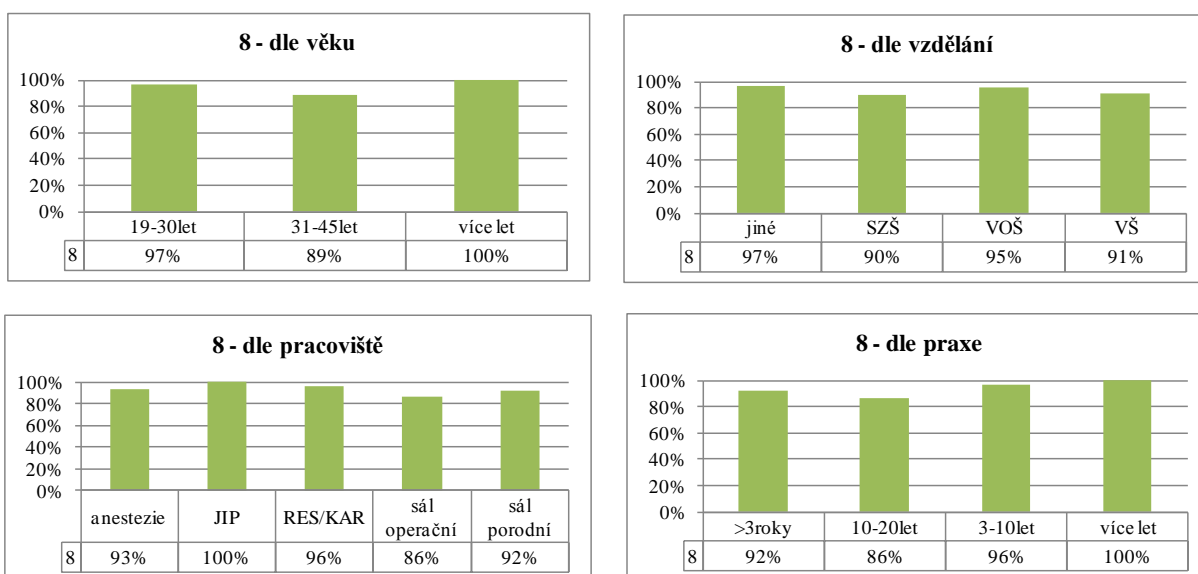 8 - dle věku
100%
80%
60%
40%
20%
0%
19-30let 31-45let více let
8 97% 89% 100%
8 - dle vzdělání
100%
80%
60%
40%
20%
0%
jiné SZŠ VOŠ VŠ
8 97% 90% 95% 91%
8 - dle pracoviště
100%
80%
60%
40%
20%
0%
anestezie JIP RES/KAR sál operační sál porodní
8 93% 100% 96% 86% 92%
8 - dle praxe
100%
80%
60%
40%
20%
0%
>3roky 10-20let 3-10let více let
8 92% 86% 96% 100%